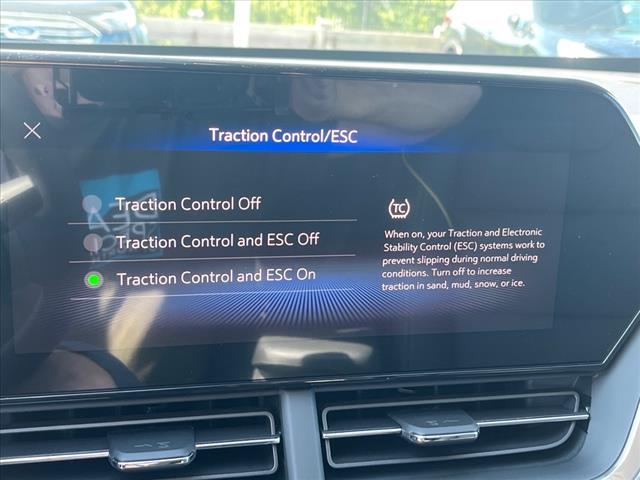 Traction Control/ESC
Traction Control Off
Traction Control and ESC Off
Traction Control and ESC On
TC
When on, your Traction and Electronic
Stability Control (ESC) systems work to
prevent slipping during normal driving
conditions. Turn off to increase
traction in sand, mud, snow, or ice.